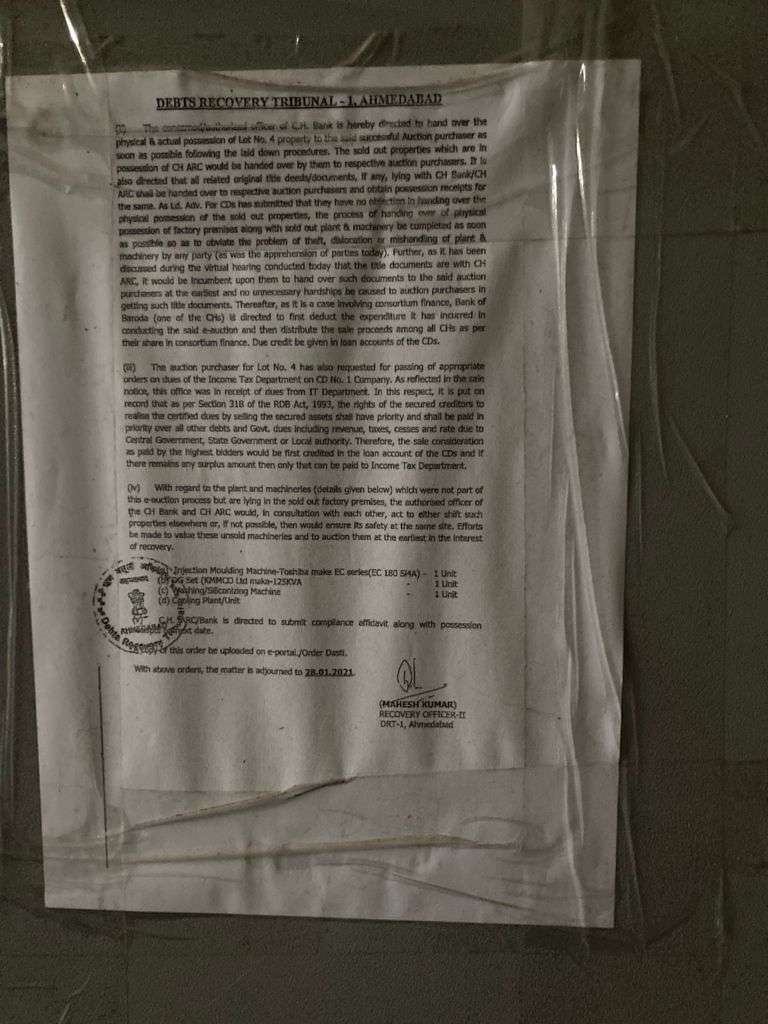 DEBTS RECOVERY TRIBUNAL - I, AHMEDABAD
The concerned/authorised officer of C.H. Bank is hereby directed to hand over the
physical & actual possession of Lot No. 4 property to the said successful Auction purchaser as
soon as possible following the laid down procedures. The sold out properties which are in
possession of CH ARC would be handed over by them to respective auction purchasers. It is
also directed that all related original title deeds/documents, if any, lying with CH Bank/CH
ARC shall be handed over to respective auction purchasers and obtain possession receipts for
the same. As Ld. Adv. For CDs has submitted that they have no objection in handing over the
physical possession of the sold out properties, the process of handing over of physical
possession of factory premises along with sold out plant & machinery be completed as soon
as possible so as to obviate the problem of theft, dislocation or mishandling of plant &
machinery by any party (as was the apprehension of parties today). Further, as it has been
discussed during the virtual hearing conducted today that the title documents are with CH
ARC, it would be incumbent upon them to hand over such documents to the said auction
purchasers at the earliest and no unnecessary hardships be caused to auction purchasers in
getting such title documents. Thereafter, as it is a case involving consortium finance, Bank of
Baroda (one of the CHs) is directed to first deduct the expenditure it has incurred in
conducting the said e-auction and then distribute the sale proceeds among all CHs as per
their share in consortium finance. Due credit be given in loan accounts of the CDs.
(iii) The auction purchaser for Lot No. 4 has also requested for passing of appropriate
orders on dues of the Income Tax Department on CD No. 1 Company. As reflected in the sale
notice, this office was in receipt of dues from IT Department. In this respect, it is put on
record that as per Section 31B of the RDB Act, 1993, the rights of the secured creditors to
realise the certified dues by selling the secured assets shall have priority and shall be paid in
priority over all other debts and Govt. dues including revenue, taxes, cesses and rate due to
Central Government, State Government or Local authority. Therefore, the sale consideration
as paid by the highest bidders would be first credited in the loan account of the CDs and if
there remains any surplus amount then only that can be paid to Income Tax Department.
(iv) With regard to the plant and machineries (details given below) which were not part of
this e-auction process but are lying in the sold out factory premises, the authorised officer of
the CH Bank and CH ARC would, in consultation with each other, act to either shift such
properties elsewhere or, if not possible, then would ensure its safety at the same site. Efforts
be made to value these unsold machineries and to auction them at the earliest in the interest
of recovery.
Injection Moulding Machine-Toshiba make EC series(EC 180 SHA) - 1 Unit
(b) DG Set (KMMCO Ltd make-125KVA - 1 Unit
(c) Washing/Siliconizing Machine - 1 Unit
(d) Cooling Plant/Unit
C.H. ARC/Bank is directed to submit compliance affidavit along with possession
next date.
A copy of this order be uploaded on e-portal./Order Dasti.
With above orders, the matter is adjourned to 28.01.2021.
(MAHESH KUMAR)
RECOVERY OFFICER-II
DRT-1, Ahmedabad
AHMEDABAD
Debts Recovery